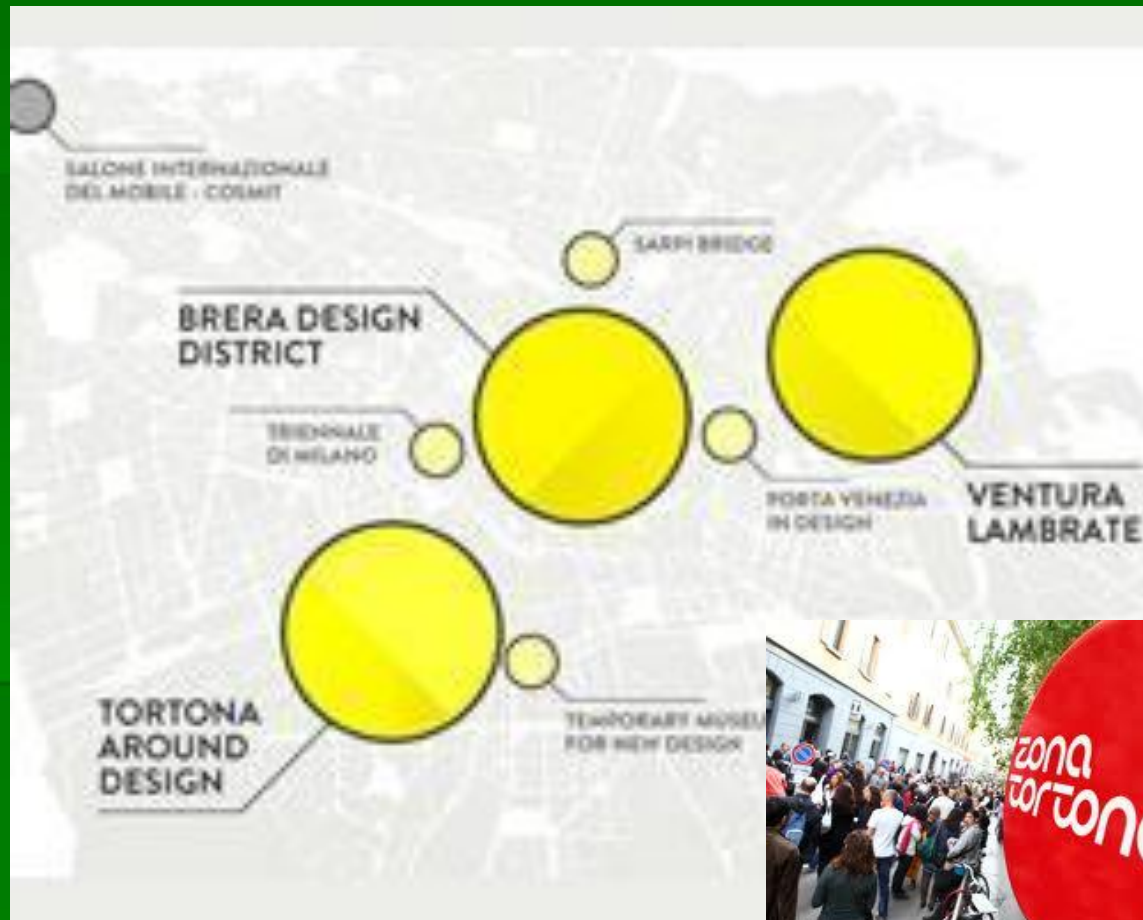 SALONE INTERNAZIONALE
DEL MOBILE - COSMIT
SARPI BRIDGE
BRERA DESIGN
DISTRICT
TRIENNALE
DI MILANO
PORTA VENEZIA
IN DESIGN
VENTURA
LAMBRATE
TORTONA
AROUND
DESIGN
TEMPORARY MUSEU
FOR NEW DESIGN
zona
tortona